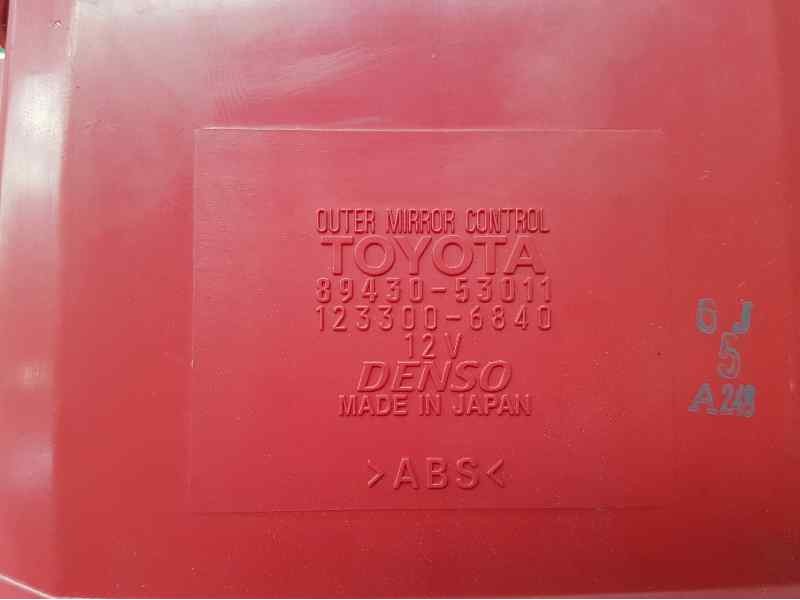 OUTER MIRROR CONTROL
TOYOTA
89430-53011
123300-6840
12V
DENSO
MADE IN JAPAN
>ABS<
6J
5
A249